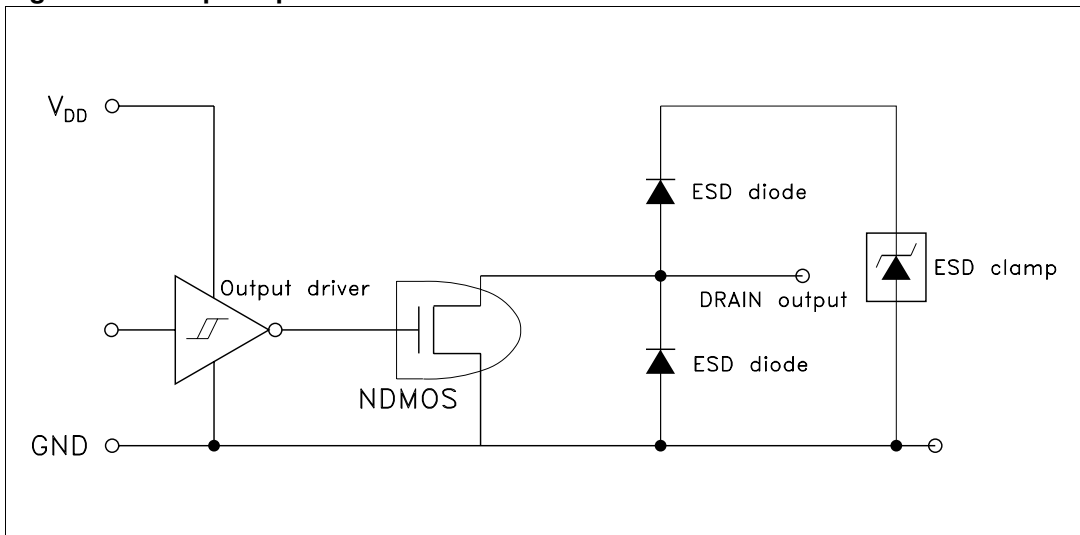 V_DD
ESD diode
ESD clamp
Output driver
DRAIN output
ESD diode
NDMOS
GND